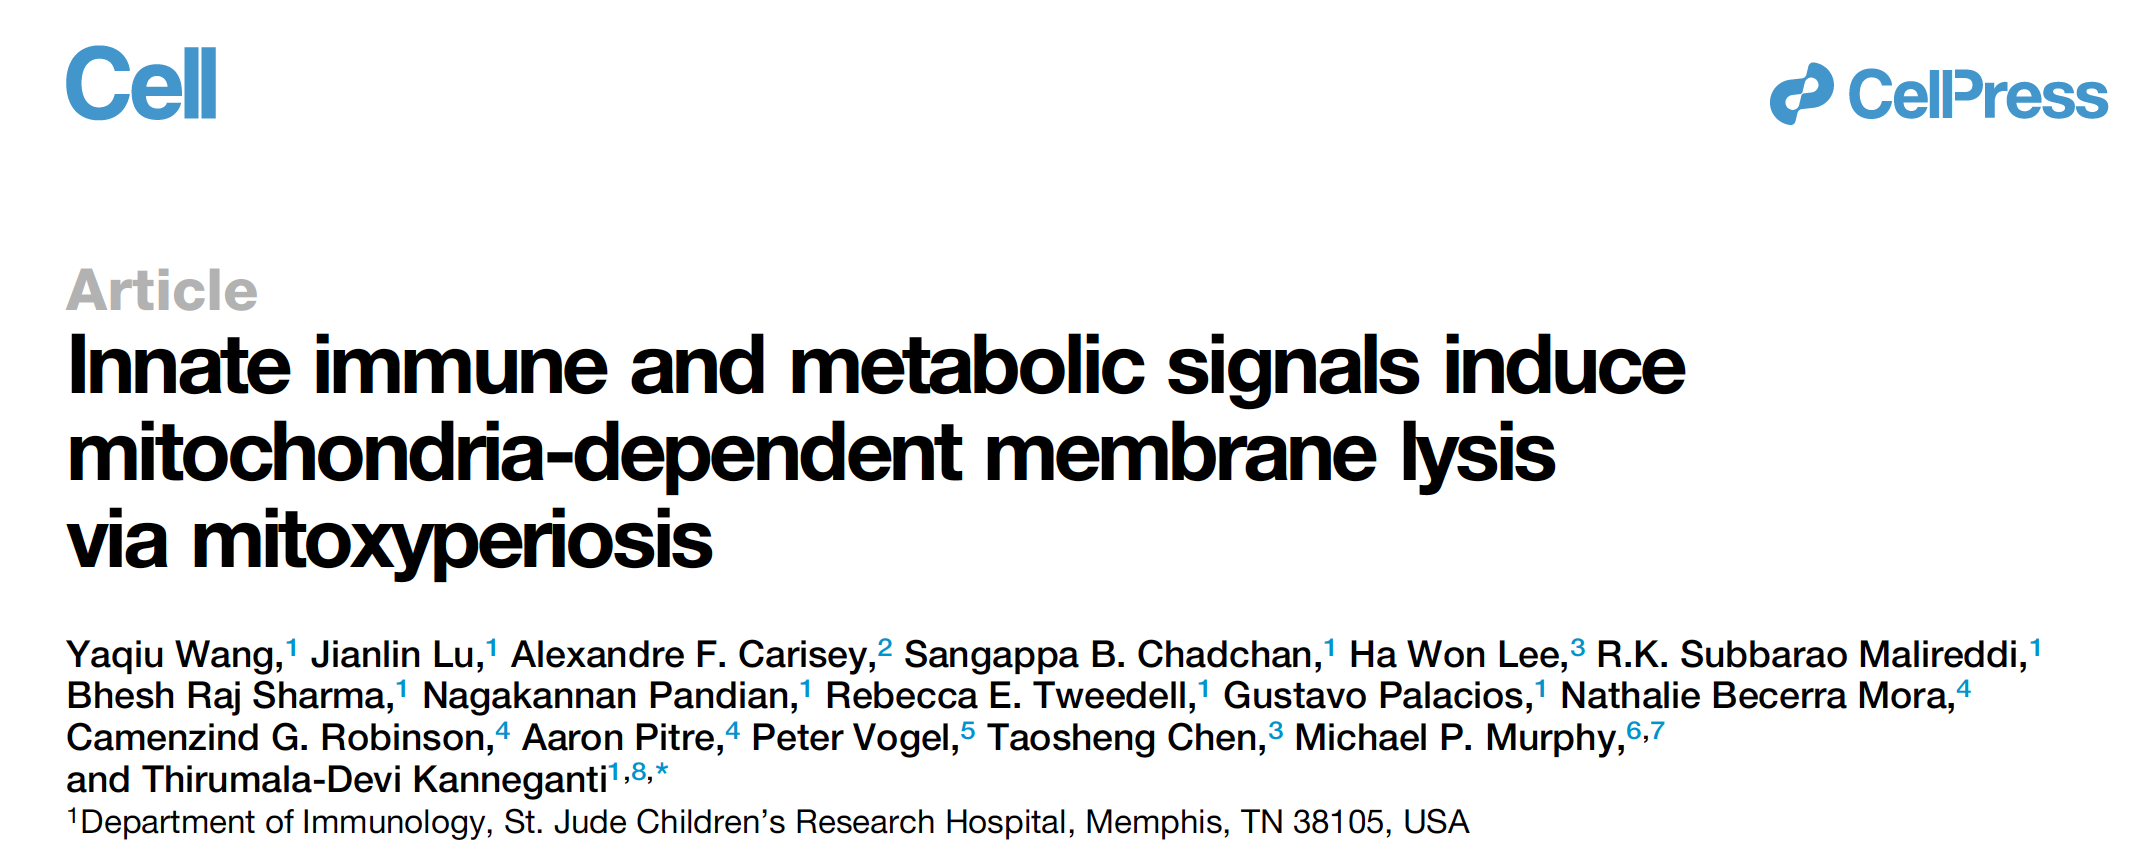 Cell
CellPress
Article
Innate immune and metabolic signals induce
mitochondria-dependent membrane lysis
via mitoxyperiosis
Yaqiu Wang,1 Jianlin Lu,1 Alexandre F. Carisey,2 Sangappa B. Chadchan,1 Ha Won Lee,3 R.K. Subbarao Malireddi,1
Bhesh Raj Sharma,1 Nagakannan Pandian,1 Rebecca E. Tweedell,1 Gustavo Palacios,1 Nathalie Becerra Mora,4
Camenzind G. Robinson,4 Aaron Pitre,4 Peter Vogel,5 Taosheng Chen,3 Michael P. Murphy,6,7
and Thirumala-Devi Kanneganti1,8,*
1Department of Immunology, St. Jude Children’s Research Hospital, Memphis, TN 38105, USA